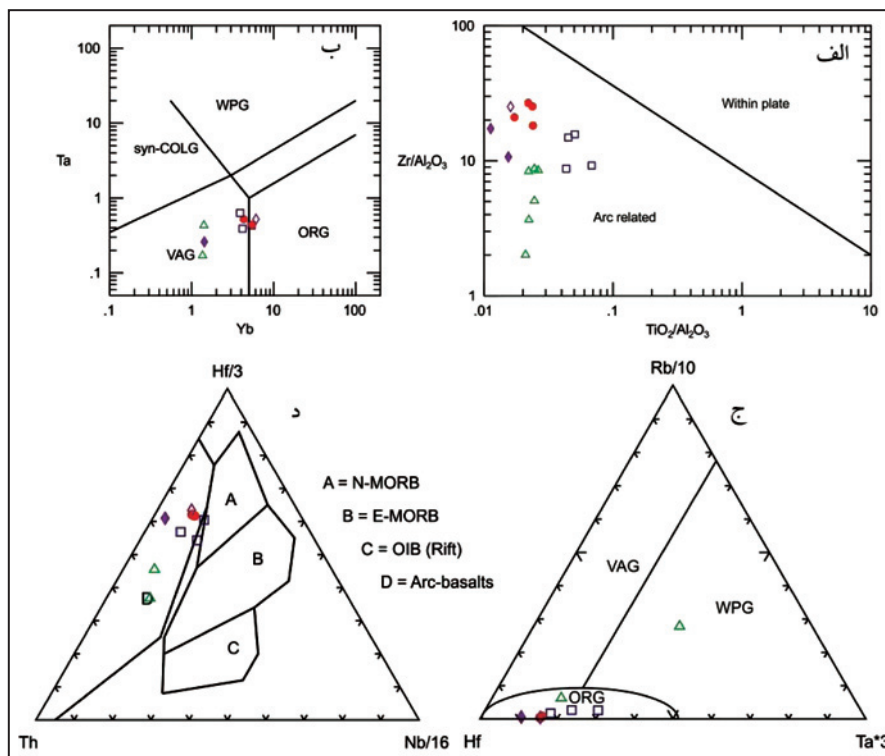 ب
100
10
1
.1
Ta
WPG
syn-COLG
VAG
ORG
.1
1
10
100
Yb
الف
100
10
1
Zr/Al₂O₃
Within plate
Arc related
0.01
0.1
1
10
TiO₂/Al₂O₃
Hf/3
د
A
B
C
D
A = N-MORB
B = E-MORB
C = OIB (Rift)
D = Arc-basalts
Th
Nb/16
Rb/10
ج
VAG
WPG
ORG
Hf
Ta*3